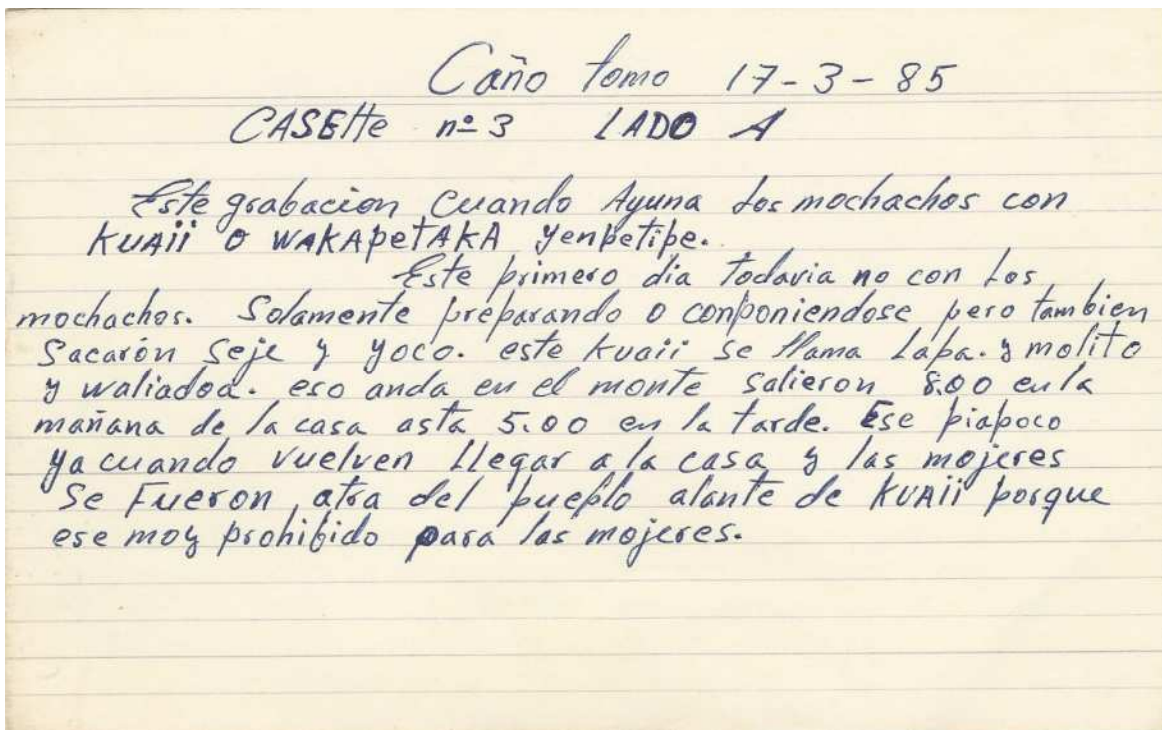 Caño tomo 17-3-85
CASEtte nº 3 LADO A
Este grabacion cuando Ayuna Los mochachos con
KUAii O WAKAPetAKA yenpetipe.
Este primero dia todavia no con Los
mochachos. Solamente preparando o conponiendose pero tambien
Sacarón Seje y yoco. este Kuaii se llama Lapa. y molito
y waliadoa. eso anda en el monte salieron 8.00 en la
mañana de la casa asta 5.00 en la tarde. Ese piapoco
ya cuando vuelven LLegar a la casa y las mojeres
Se Fueron atra del pueplo alante de KUAii porque
ese moy prohibido para las mojeres.